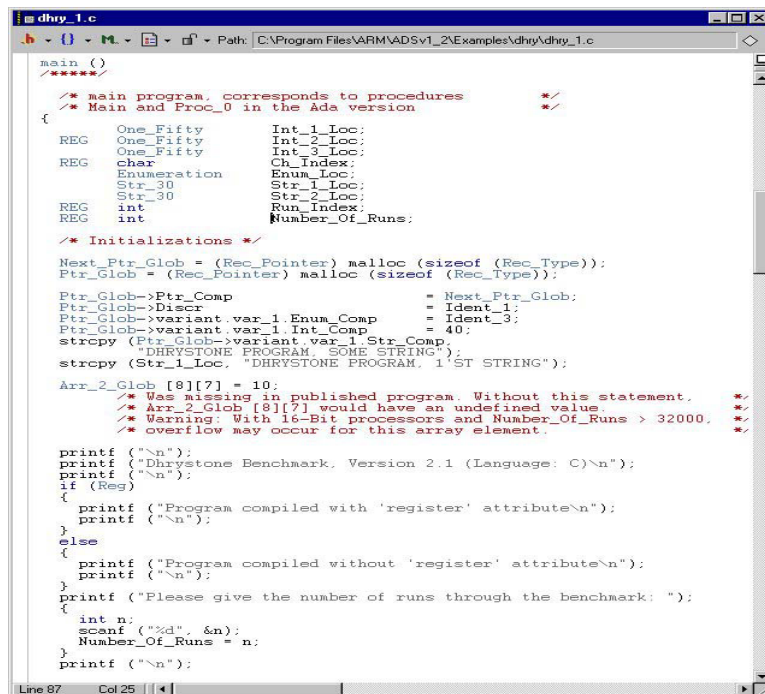 dhry_1.c
.h {} M. Path: C:\Program Files\ARM\ADSv1_2\Examples\dhry\dhry_1.c
main ()
/*****/
/* main program, corresponds to procedures */
/* Main and Proc_0 in the Ada version */
{
One_Fifty Int_1_Loc;
REG One_Fifty Int_2_Loc;
One_Fifty Int_3_Loc;
REG char Ch_Index;
Enumeration Enum_Loc;
Str_30 Str_1_Loc;
Str_30 Str_2_Loc;
REG int Run_Index;
REG int Number_Of_Runs;
/* Initializations */
Next_Ptr_Glob = (Rec_Pointer) malloc (sizeof (Rec_Type));
Ptr_Glob = (Rec_Pointer) malloc (sizeof (Rec_Type));
Ptr_Glob->Ptr_Comp = Next_Ptr_Glob;
Ptr_Glob->Discr = Ident_1;
Ptr_Glob->variant.var_1.Enum_Comp = Ident_3;
Ptr_Glob->variant.var_1.Int_Comp = 40;
strcpy (Ptr_Glob->variant.var_1.Str_Comp,
"DHRYSTONE PROGRAM, SOME STRING");
strcpy (Str_1_Loc, "DHRYSTONE PROGRAM, 1'ST STRING");
Arr_2_Glob [8][7] = 10;
/* Was missing in published program. Without this statement, */
/* Arr_2_Glob [8][7] would have an undefined value. */
/* Warning: With 16-Bit processors and Number_Of_Runs > 32000, */
/* overflow may occur for this array element. */
printf ("\n");
printf ("Dhrystone Benchmark, Version 2.1 (Language: C)\n");
printf ("\n");
if (Reg)
{
printf ("Program compiled with 'register' attribute\n");
printf ("\n");
}
else
{
printf ("Program compiled without 'register' attribute\n");
printf ("\n");
}
printf ("Please give the number of runs through the benchmark: ");
{
int n;
scanf ("%d", &n);
Number_Of_Runs = n;
}
printf ("\n");
Line 87 Col 25